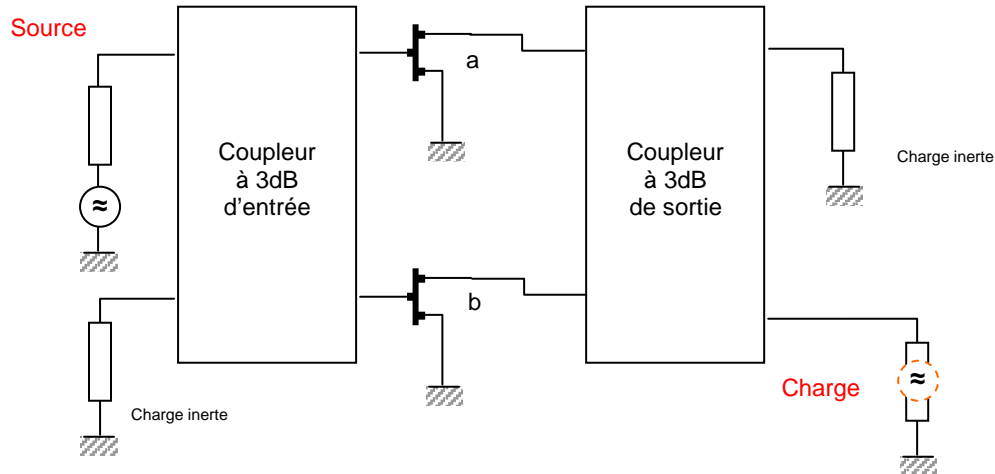 Source
a
Coupleur
à 3dB
d'entrée
Coupleur
à 3dB
de sortie
Charge inerte
≈
b
Charge inerte
Charge
≈